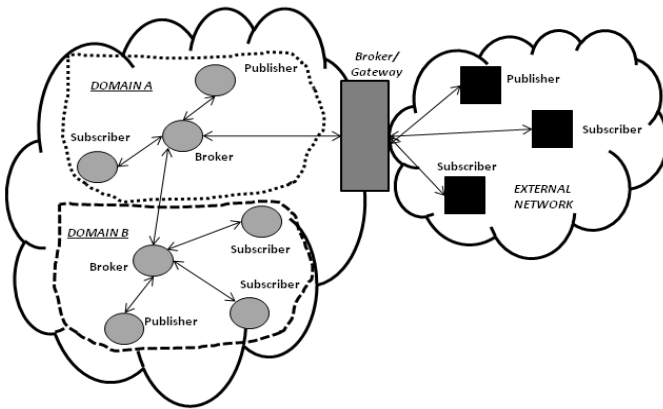 Broker/
Gateway
DOMAIN A
Publisher
Subscriber
Broker
Publisher
Subscriber
Subscriber
EXTERNAL
NETWORK
DOMAIN B
Subscriber
Broker
Subscriber
Publisher